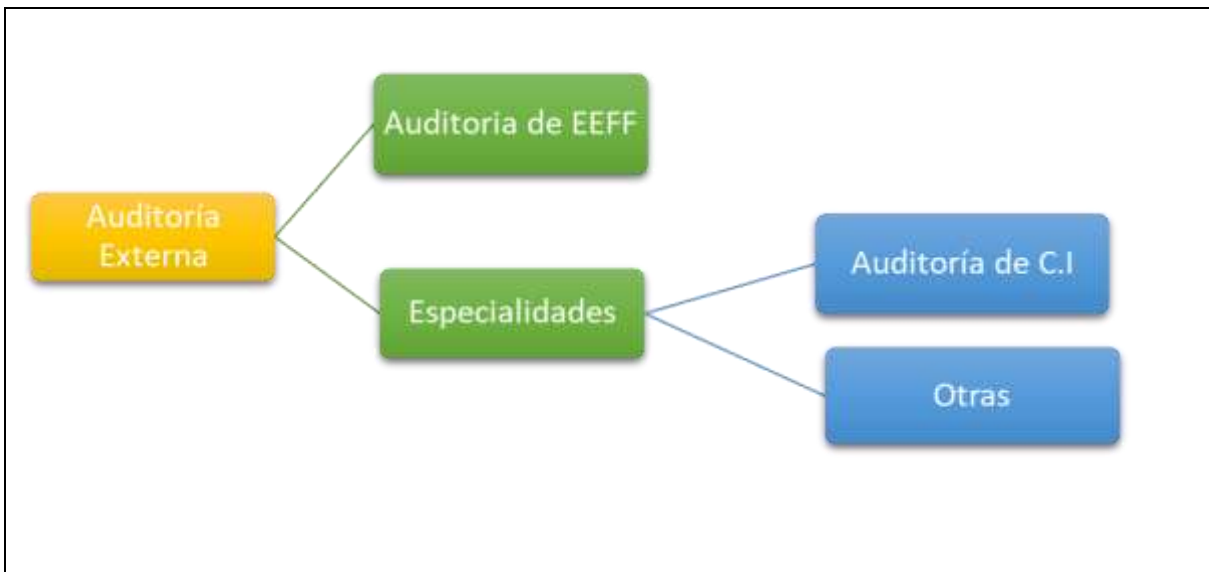 Auditoria de EEFF
Auditoría
Externa
Especialidades
Auditoría de C.I
Otras